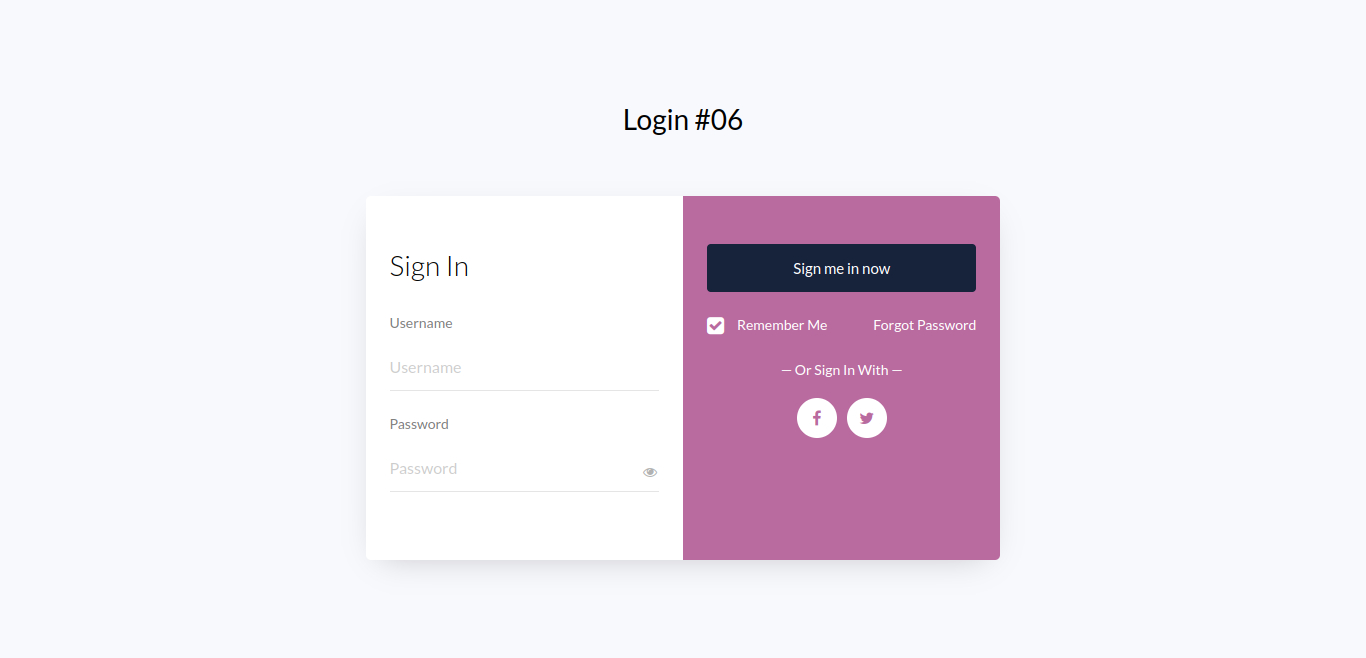 Login #06
Sign In
Username
Username
Password
Password
Sign me in now
Remember Me
Forgot Password
— Or Sign In With —